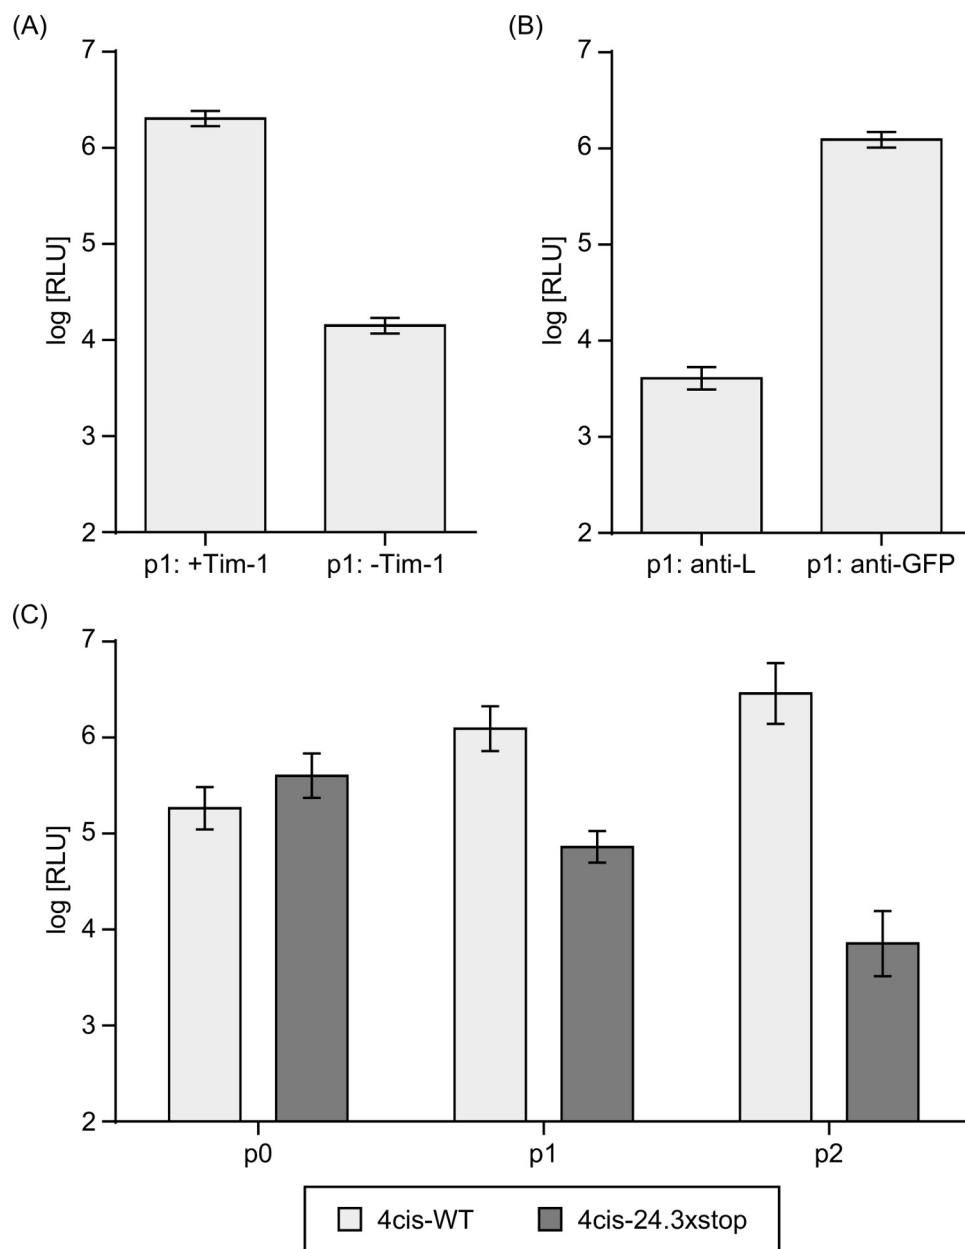 (A)
7
6
5
4
3
2
log [RLU]
p1: +Tim-1 p1: -Tim-1
(B)
7
6
5
4
3
2
log [RLU]
p1: anti-L p1: anti-GFP
(C)
7
6
5
4
3
2
log [RLU]
p0 p1 p2
4cis-WT 4cis-24.3xstop